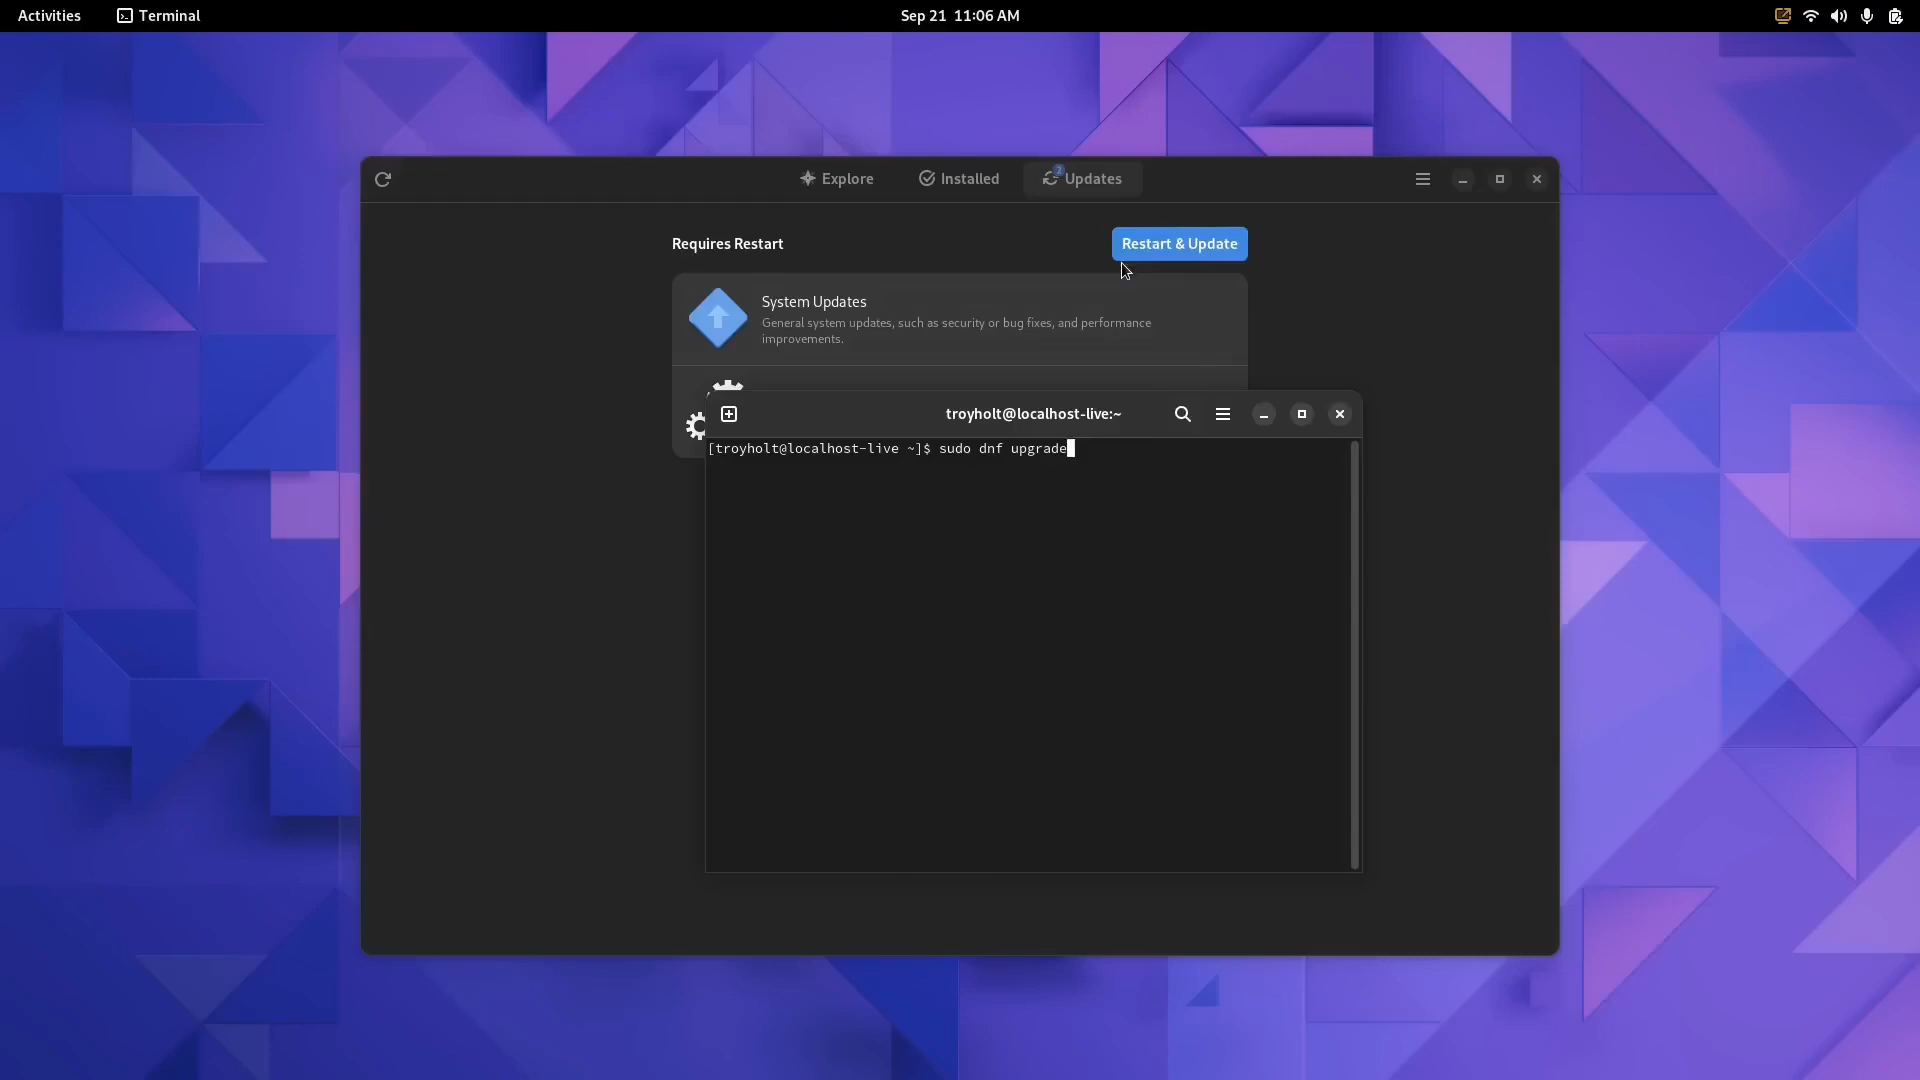 Activities
Terminal
Sep 21 11:06 AM
Explore
Installed
2
Updates
Requires Restart
Restart & Update
System Updates
General system updates, such as security or bug fixes, and performance
improvements.
troyholt@localhost-live:~
[troyholt@localhost-live ~]$ sudo dnf upgrade